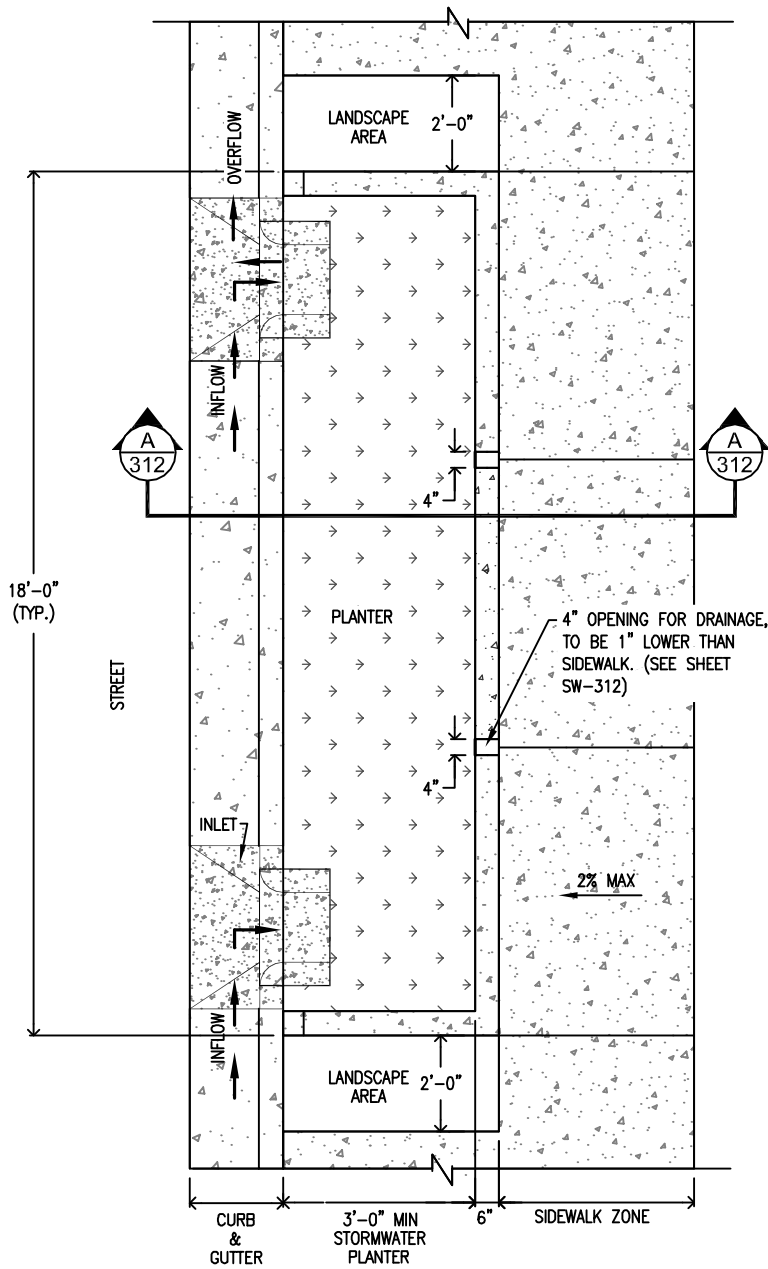 LANDSCAPE
AREA
2'-0"
OVERFLOW
INFLOW
A
312
A
312
4"
18'-0"
(TYP.)
STREET
PLANTER
4" OPENING FOR DRAINAGE,
TO BE 1" LOWER THAN
SIDEWALK. (SEE SHEET
SW-312)
4"
INLET
2% MAX
INFLOW
LANDSCAPE
AREA
2'-0"
CURB
&
GUTTER
3'-0" MIN
STORMWATER
PLANTER
6"
SIDEWALK ZONE